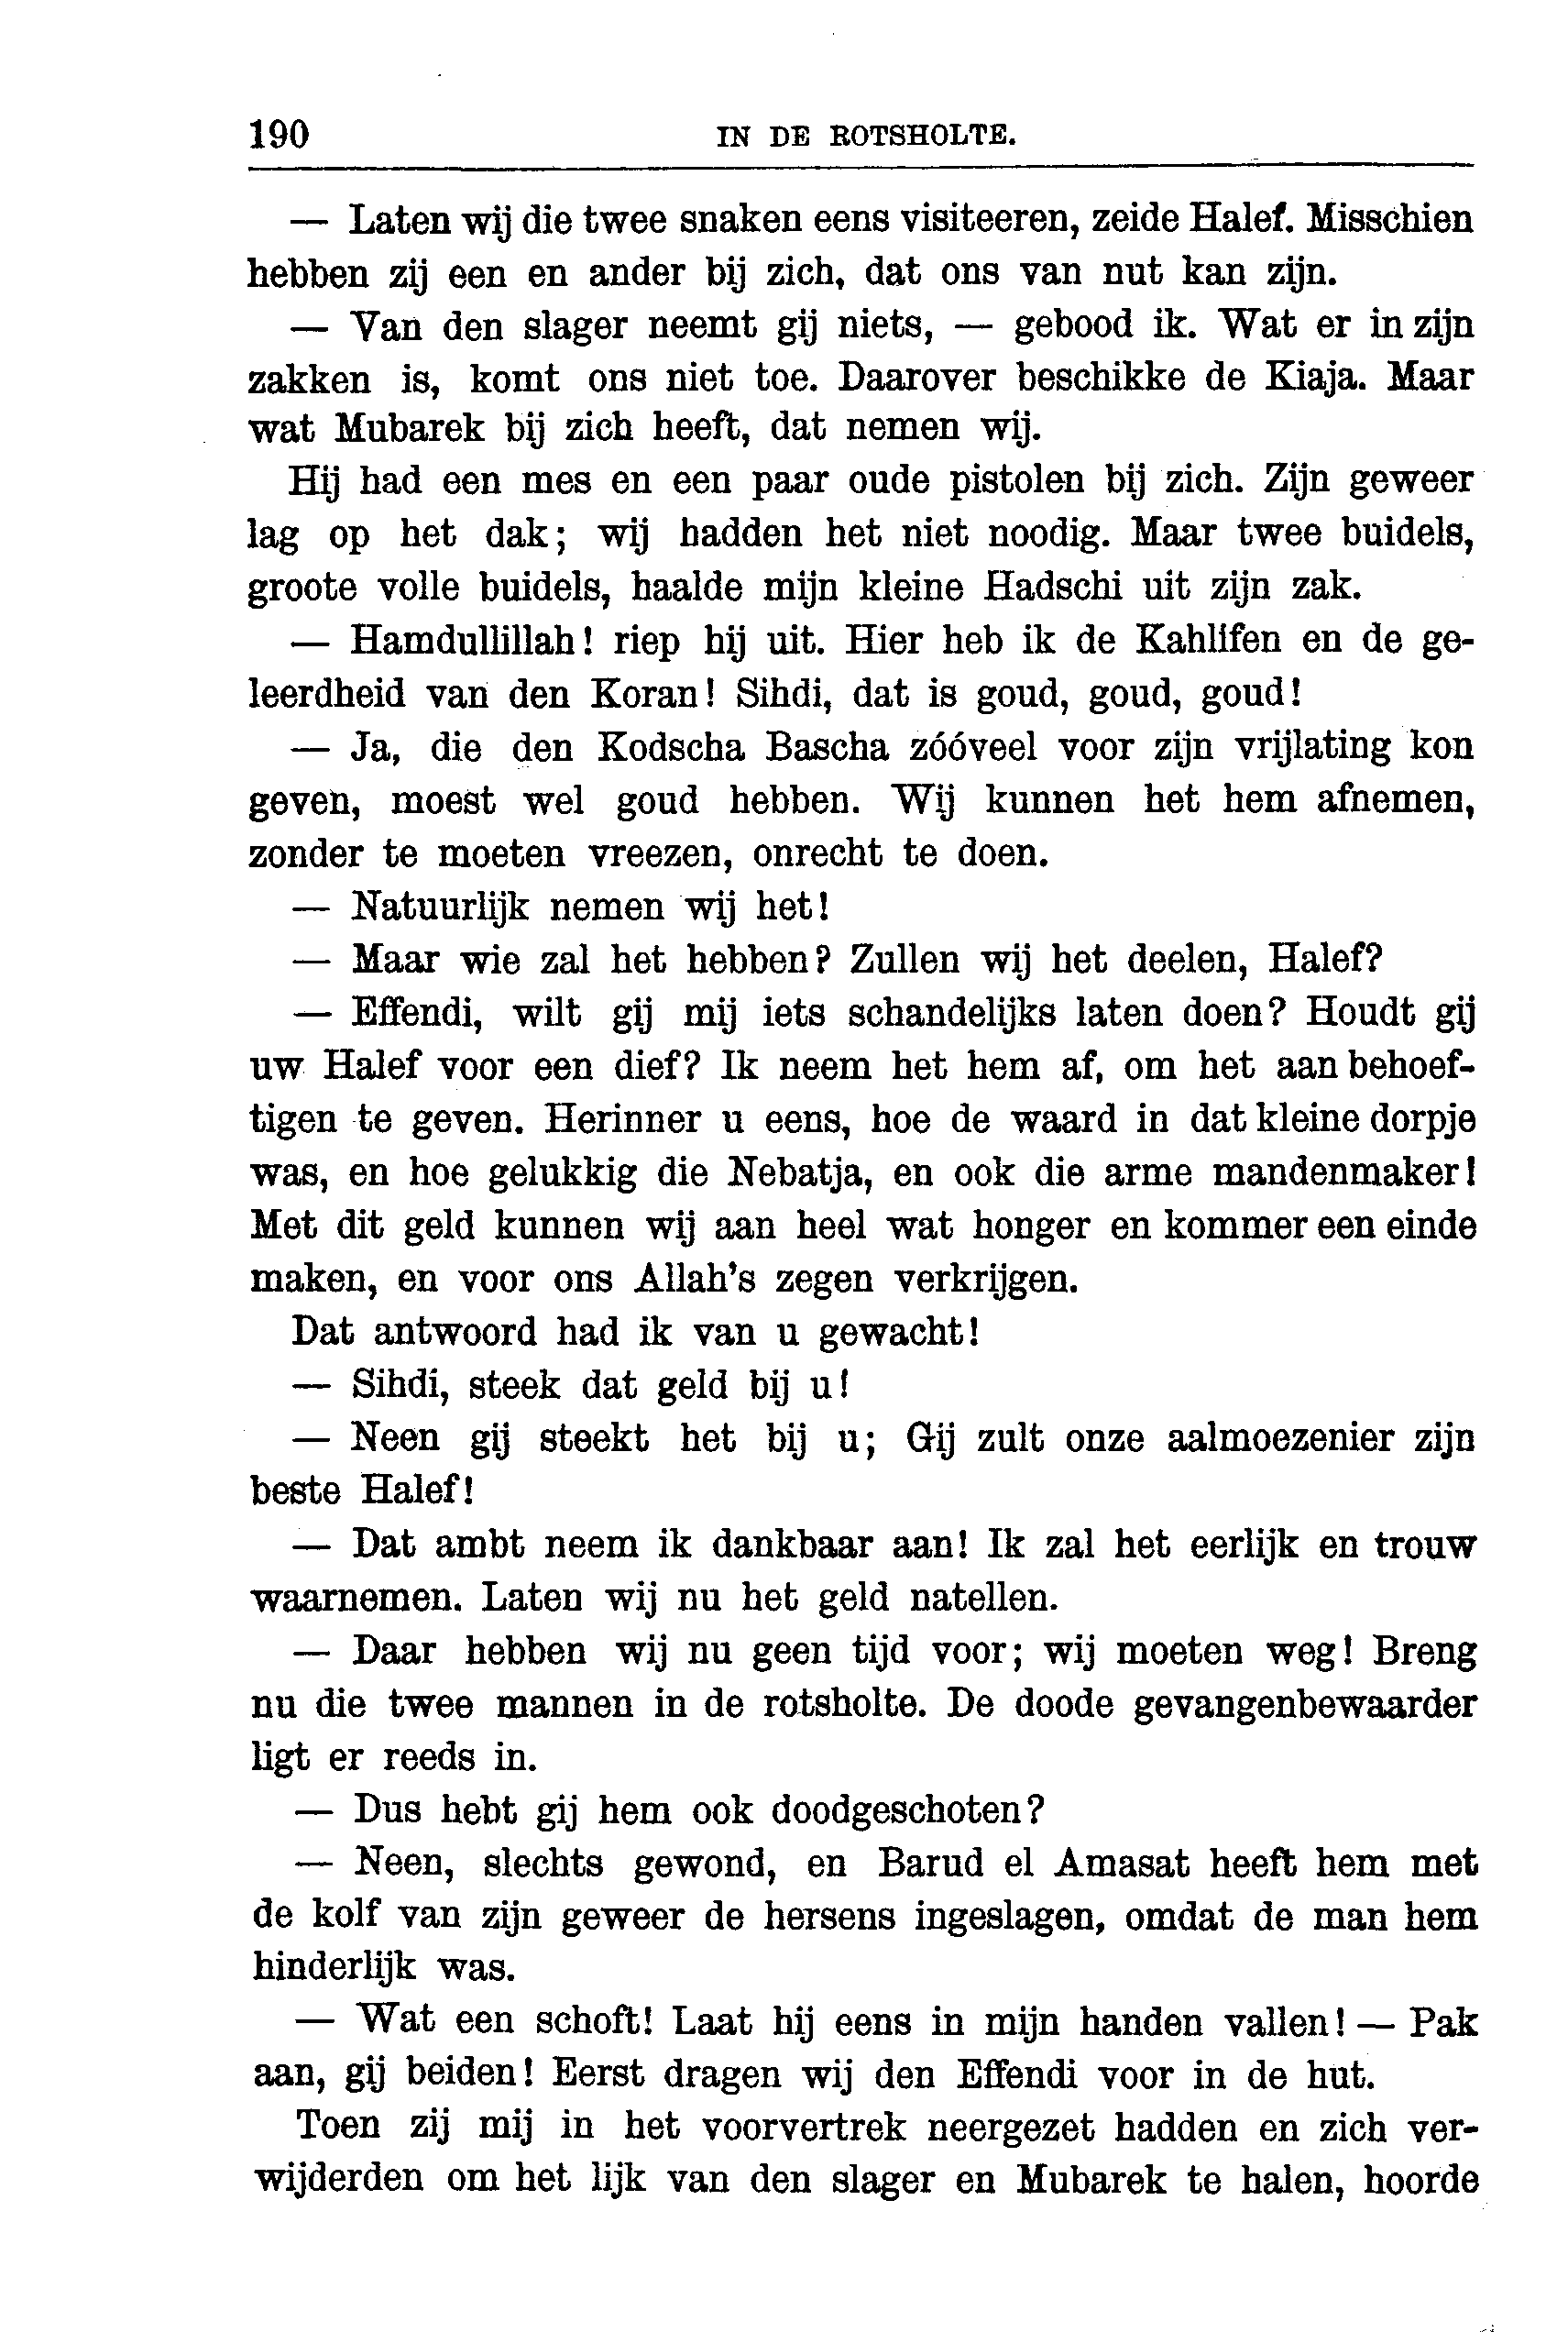 190 IN DE ROTSHOLTE.
— Laten wij die twee snaken eens visiteeren, zeide Halef. Misschien
hebben zij een en ander bij zich, dat ons van nut kan zijn.
— Van den slager neemt gij niets, — gebood ik. Wat er in zijn
zakken is, komt ons niet toe. Daarover beschikke de Kiaja. Maar
wat Mubarek bij zich heeft, dat nemen wij.
Hij had een mes en een paar oude pistolen bij zich. Zijn geweer
lag op het dak; wij hadden het niet noodig. Maar twee buidels,
groote volle buidels, haalde mijn kleine Hadschi uit zijn zak.
— Hamdullillah! riep hij uit. Hier heb ik de Kahlifen en de ge-
leerdheid van den Koran! Sihdi, dat is goud, goud, goud!
— Ja, die den Kodscha Bascha zóóveel voor zijn vrijlating kon
geven, moest wel goud hebben. Wij kunnen het hem afnemen,
zonder te moeten vreezen, onrecht te doen.
— Natuurlijk nemen wij het!
— Maar wie zal het hebben? Zullen wij het deelen, Halef?
— Effendi, wilt gij mij iets schandelijks laten doen? Houdt gij
uw Halef voor een dief? Ik neem het hem af, om het aan behoef-
tigen te geven. Herinner u eens, hoe de waard in dat kleine dorpje
was, en hoe gelukkig die Nebatja, en ook die arme mandenmaker!
Met dit geld kunnen wij aan heel wat honger en kommer een einde
maken, en voor ons Allah's zegen verkrijgen.
Dat antwoord had ik van u gewacht!
— Sihdi, steek dat geld bij u!
— Neen gij steekt het bij u; Gij zult onze aalmoezenier zijn
beste Halef!
— Dat ambt neem ik dankbaar aan! Ik zal het eerlijk en trouw
waarnemen. Laten wij nu het geld natellen.
— Daar hebben wij nu geen tijd voor; wij moeten weg! Breng
nu die twee mannen in de rotsholte. De doode gevangenbewaarder
ligt er reeds in.
— Dus hebt gij hem ook doodgeschoten?
— Neen, slechts gewond, en Barud el Amasat heeft hem met
de kolf van zijn geweer de hersens ingeslagen, omdat de man hem
hinderlijk was.
— Wat een schoft! Laat hij eens in mijn handen vallen! — Pak
aan, gij beiden! Eerst dragen wij den Effendi voor in de hut.
Toen zij mij in het voorvertrek neergezet hadden en zich ver-
wijderden om het lijk van den slager en Mubarek te halen, hoorde